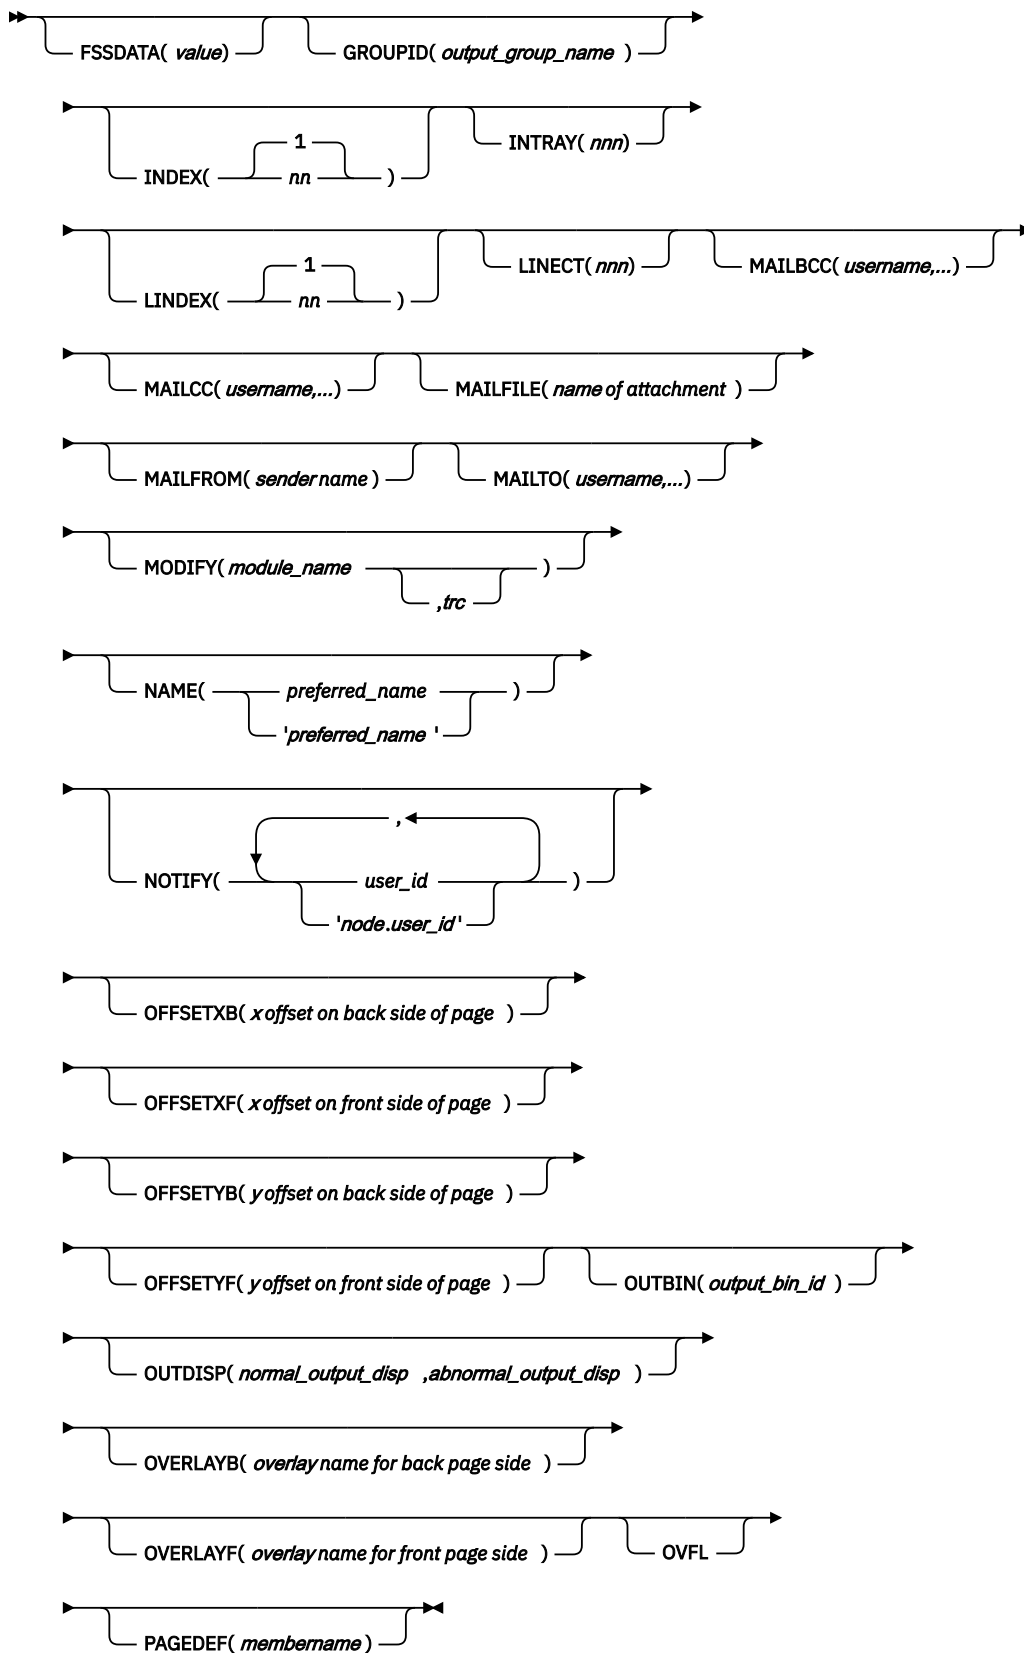 FSSDATA( value) GROUPID( output_group_name )
1
INTRAY( nnn)
INDEX( nn )
LINECT( nnn) MAILBCC( username,...)
1
LINDEX( nn )
MAILCC( username,...) MAILFILE( name of attachment )
MAILFROM( sender name ) MAILTO( username,...)
MODIFY( module_name )
,trc
NAME( preferred_name )
'preferred_name '
,
NOTIFY( user_id )
'node.user_id'
OFFSETXB( x offset on back side of page )
OFFSETXF( x offset on front side of page )
OFFSETYB( y offset on back side of page )
OFFSETYF( y offset on front side of page ) OUTBIN( output_bin_id )
OUTDISP( normal_output_disp ,abnormal_output_disp )
OVERLAYB( overlay name for back page side )
OVERLAYF( overlay name for front page side ) OVFL
PAGEDEF( membername )